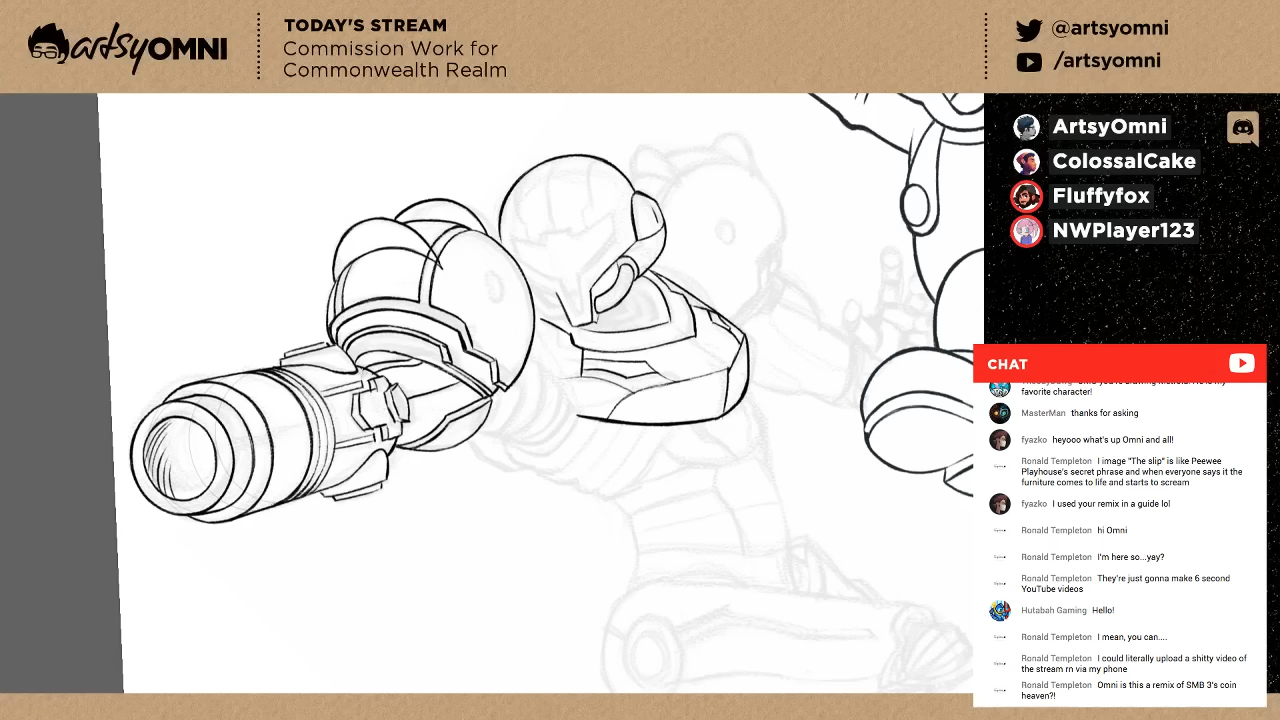 artsyOMNI
TODAY'S STREAM
Commission Work for
Commonwealth Realm
@artsyomni
/artsyomni
ArtsyOmni
ColossalCake
Fluffyfox
NWPlayer123
CHAT
favorite character!
MasterMan thanks for asking
fyazko heyooo what's up Omni and all!
Ronald Templeton I image "The slip" is like Peewee
Playhouse's secret phrase and when everyone says it the
furniture comes to life and starts to scream
fyazko I used your remix in a guide lol
Ronald Templeton hi Omni
Ronald Templeton I'm here so...yay?
Ronald Templeton They're just gonna make 6 second
YouTube videos
Hutabah Gaming Hello!
Ronald Templeton I mean, you can....
Ronald Templeton I could literally upload a shitty video of
the stream rn via my phone
Ronald Templeton Omni is this a remix of SMB 3's coin
heaven?!